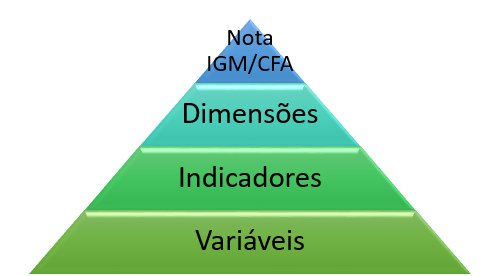 Nota
IGM/CFA
Dimensões
Indicadores
Variáveis